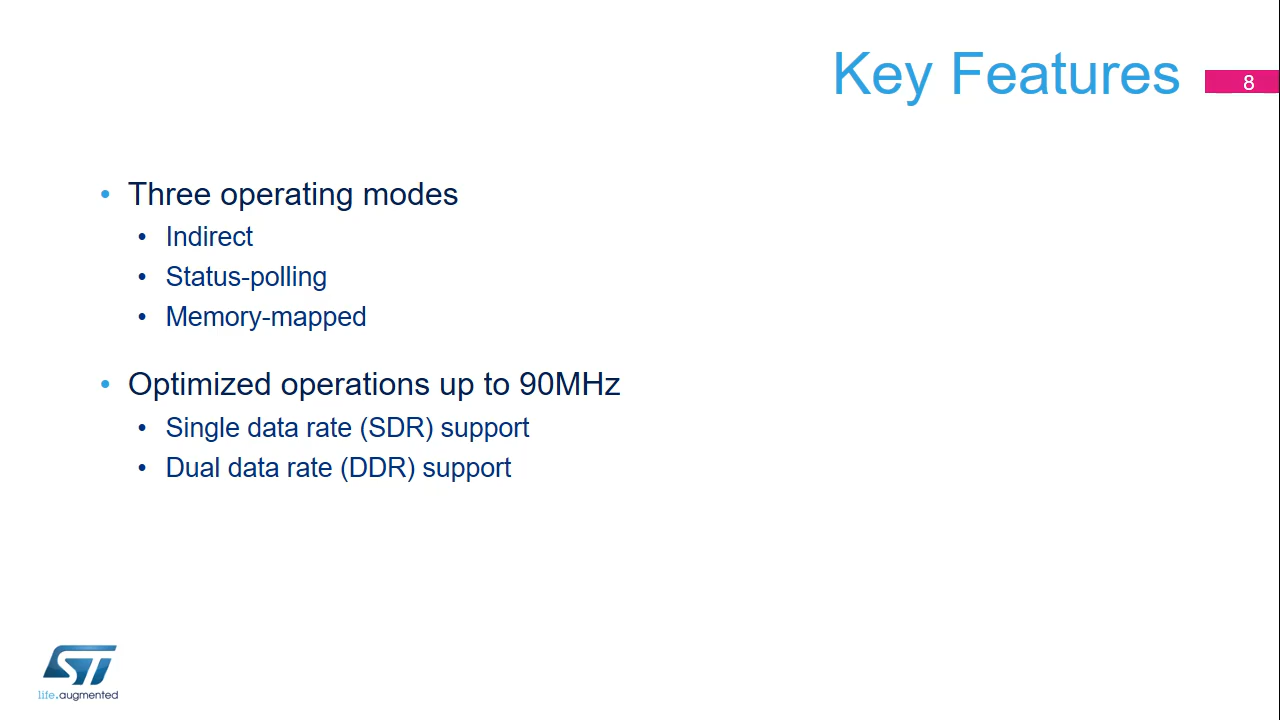 Key Features
8
• Three operating modes
• Indirect
• Status-polling
• Memory-mapped
• Optimized operations up to 90MHz
• Single data rate (SDR) support
• Dual data rate (DDR) support
ST
life.augmented